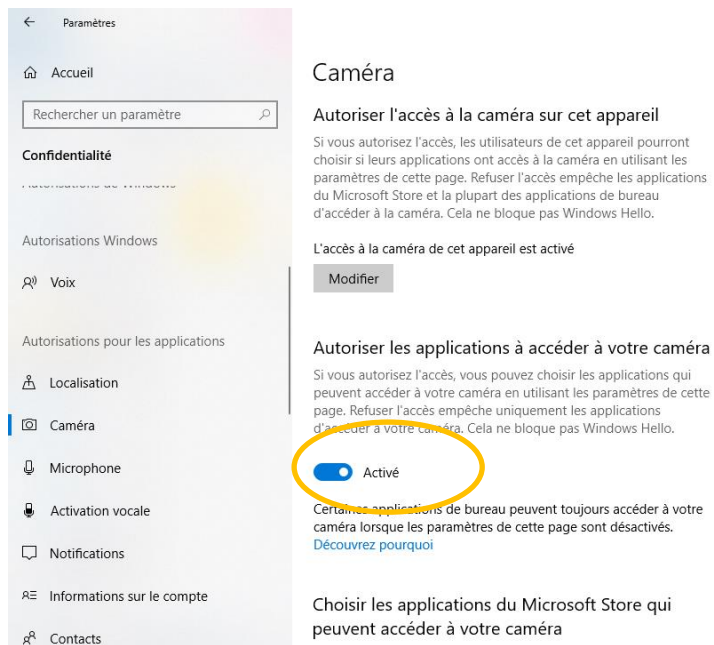 Paramètres
Accueil
Rechercher un paramètre
Confidentialité
Autorisations Windows
Voix
Autorisations pour les applications
Localisation
Caméra
Microphone
Activation vocale
Notifications
Informations sur le compte
Contacts
Caméra
Autoriser l'accès à la caméra sur cet appareil
Si vous autorisez l'accès, les utilisateurs de cet appareil pourront
choisir si leurs applications ont accès à la caméra en utilisant les
paramètres de cette page. Refuser l'accès empêche les applications
du Microsoft Store et la plupart des applications de bureau
d'accéder à la caméra. Cela ne bloque pas Windows Hello.
L'accès à la caméra de cet appareil est activé
Modifier
Autoriser les applications à accéder à votre caméra
Si vous autorisez l'accès, vous pouvez choisir les applications qui
peuvent accéder à votre caméra en utilisant les paramètres de cette
page. Refuser l'accès empêche uniquement les applications
d'accéder à votre caméra. Cela ne bloque pas Windows Hello.
Activé
Certaines applications de bureau peuvent toujours accéder à votre
caméra lorsque les paramètres de cette page sont désactivés.
Découvrez pourquoi
Choisir les applications du Microsoft Store qui
peuvent accéder à votre caméra